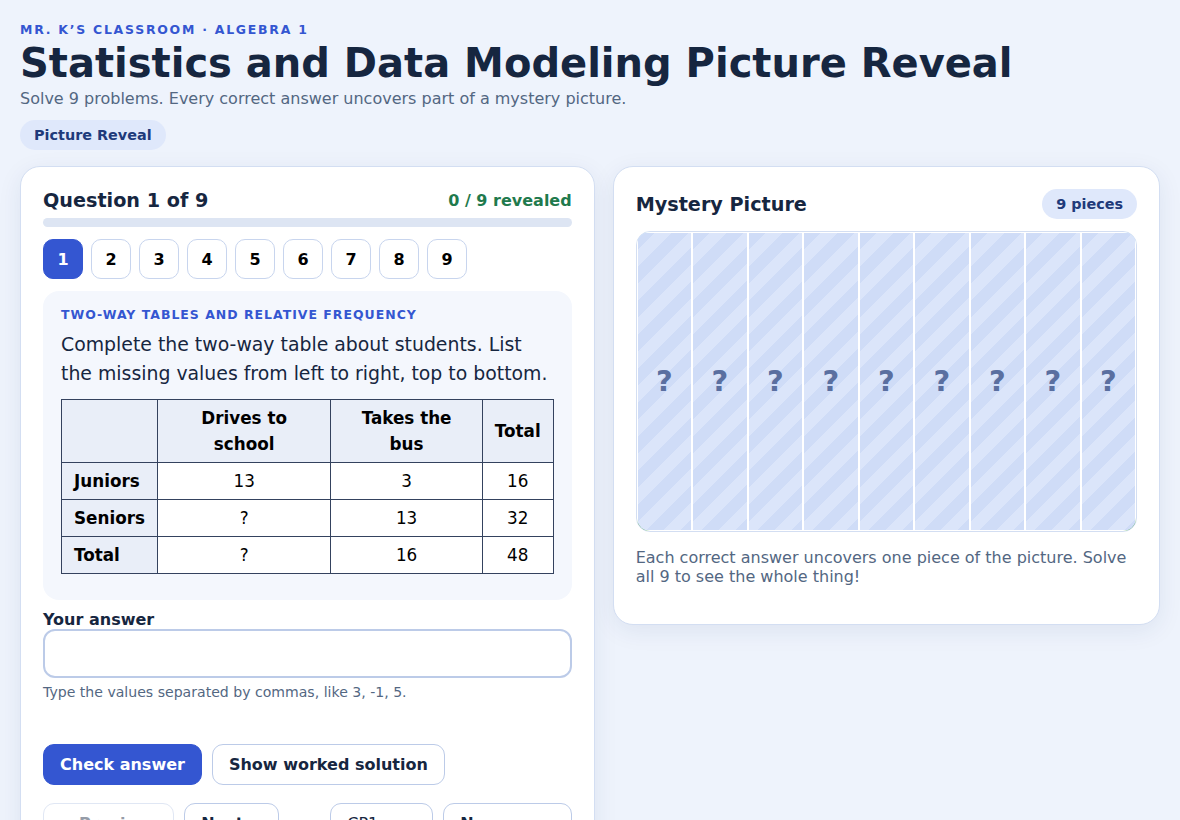 MR. K'S CLASSROOM · ALGEBRA 1
Statistics and Data Modeling Picture Reveal
Solve 9 problems. Every correct answer uncovers part of a mystery picture.
Picture Reveal
Question 1 of 9
0 / 9 revealed
1 2 3 4 5 6 7 8 9
TWO-WAY TABLES AND RELATIVE FREQUENCY
Complete the two-way table about students. List
the missing values from left to right, top to bottom.
Drives to school Takes the bus Total
Juniors 13 3 16
Seniors ? 13 32
Total ? 16 48
Your answer
Type the values separated by commas, like 3, -1, 5.
Check answer Show worked solution
Mystery Picture
9 pieces
? ? ? ? ? ? ? ? ?
Each correct answer uncovers one piece of the picture. Solve
all 9 to see the whole thing!